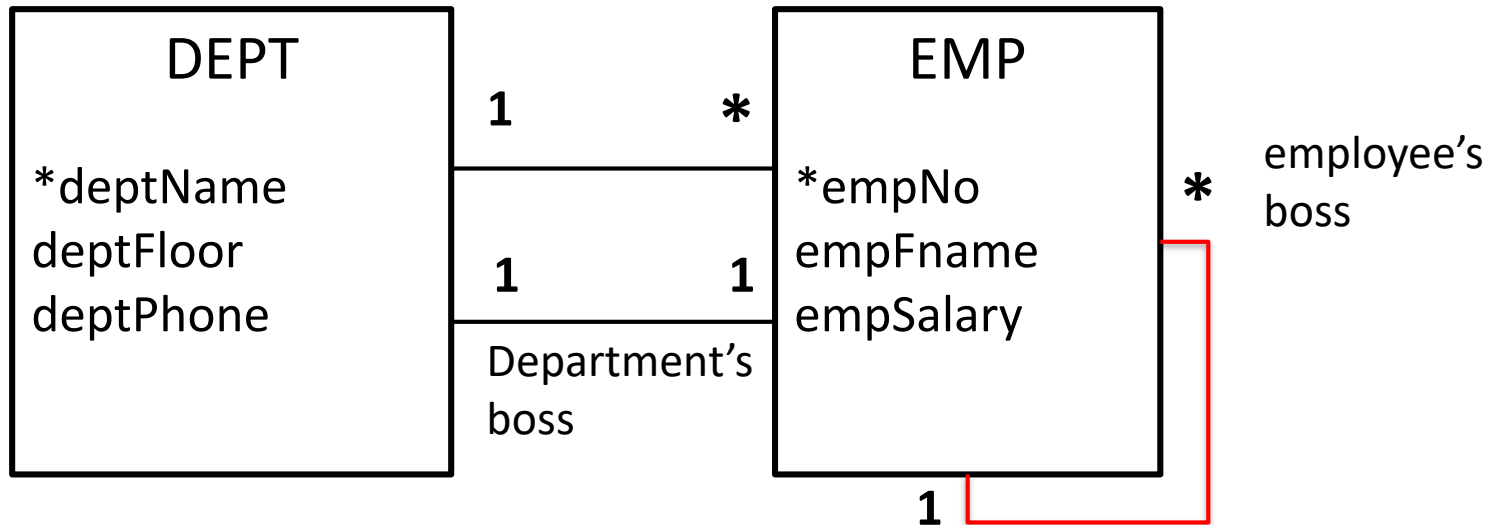 DEPT
*deptName
deptFloor
deptPhone
1 *
1 1
Department’s
boss
EMP
*empNo
empFname
empSalary
*
employee’s
boss
1